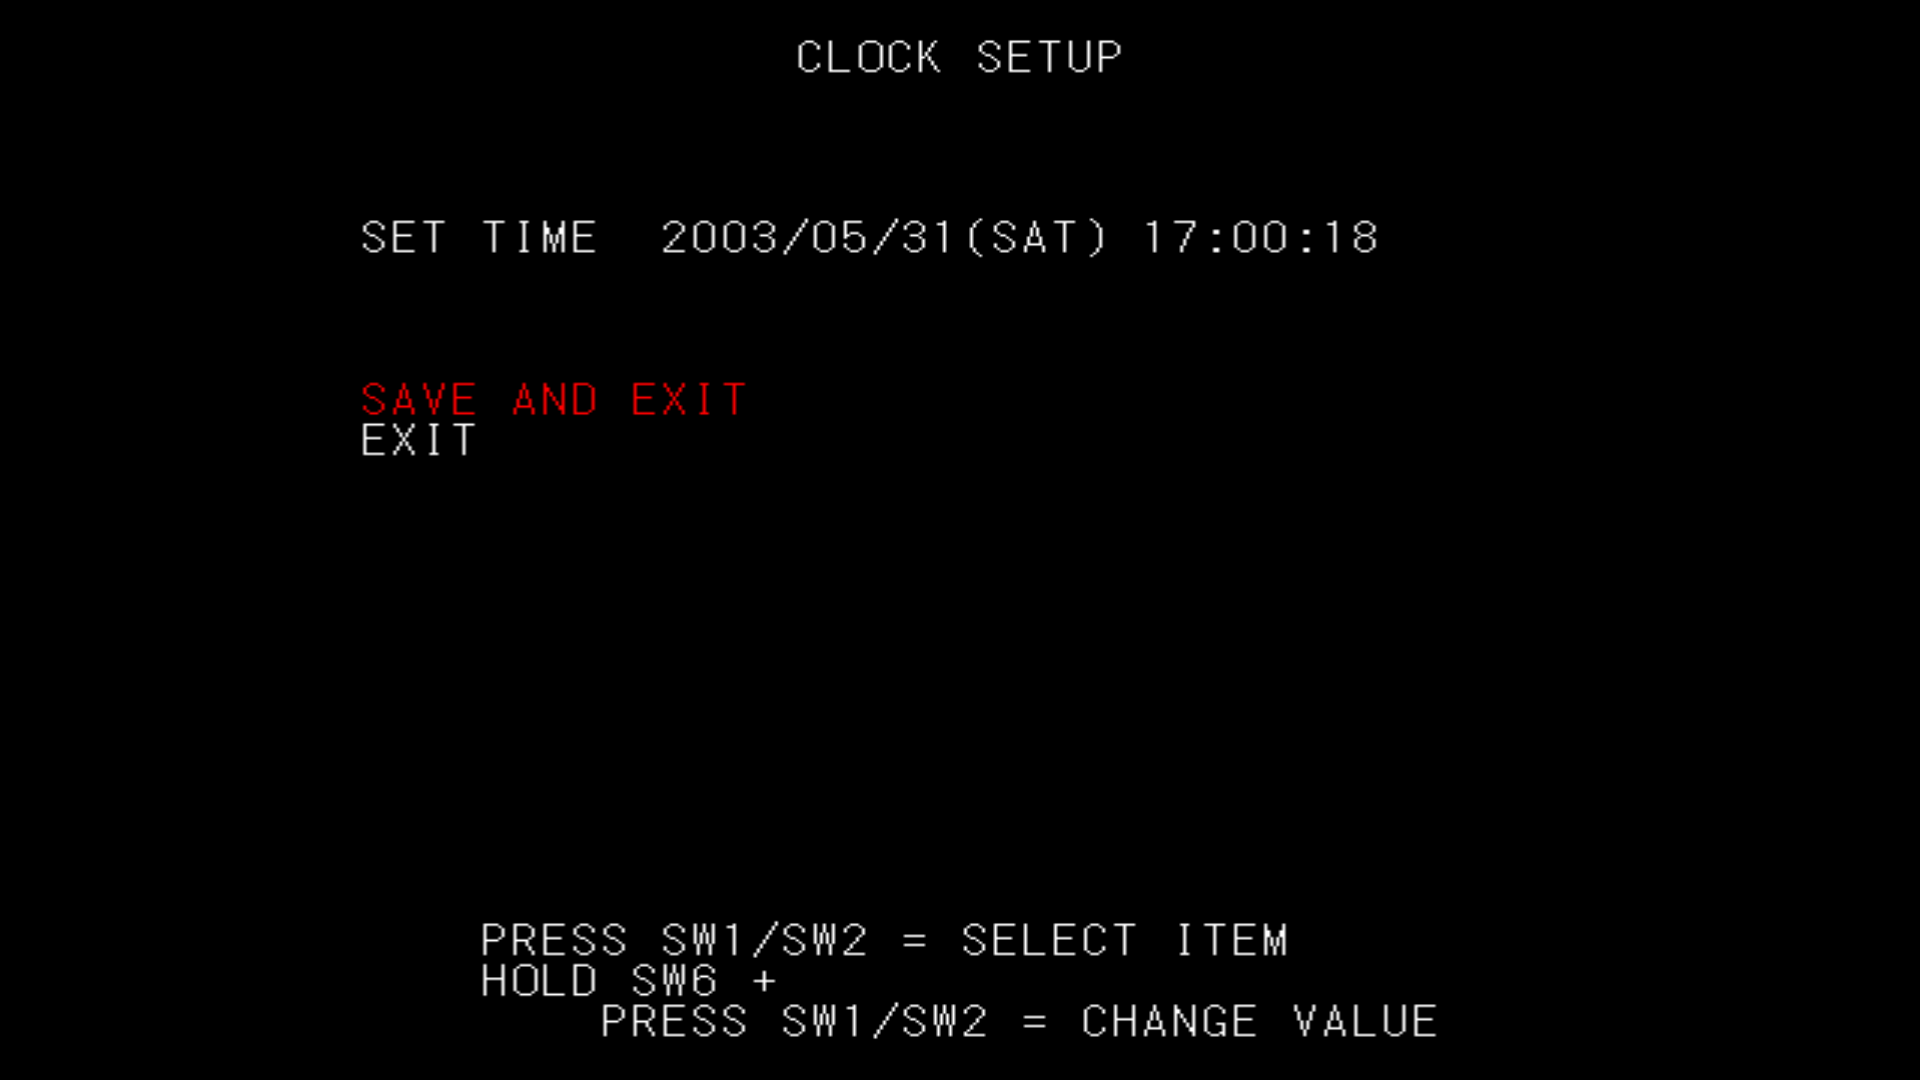 CLOCK SETUP
SET TIME  2003/05/31(SAT) 17:00:18
SAVE AND EXIT
EXIT
PRESS SW1/SW2 = SELECT ITEM
HOLD SW6 +
PRESS SW1/SW2 = CHANGE VALUE